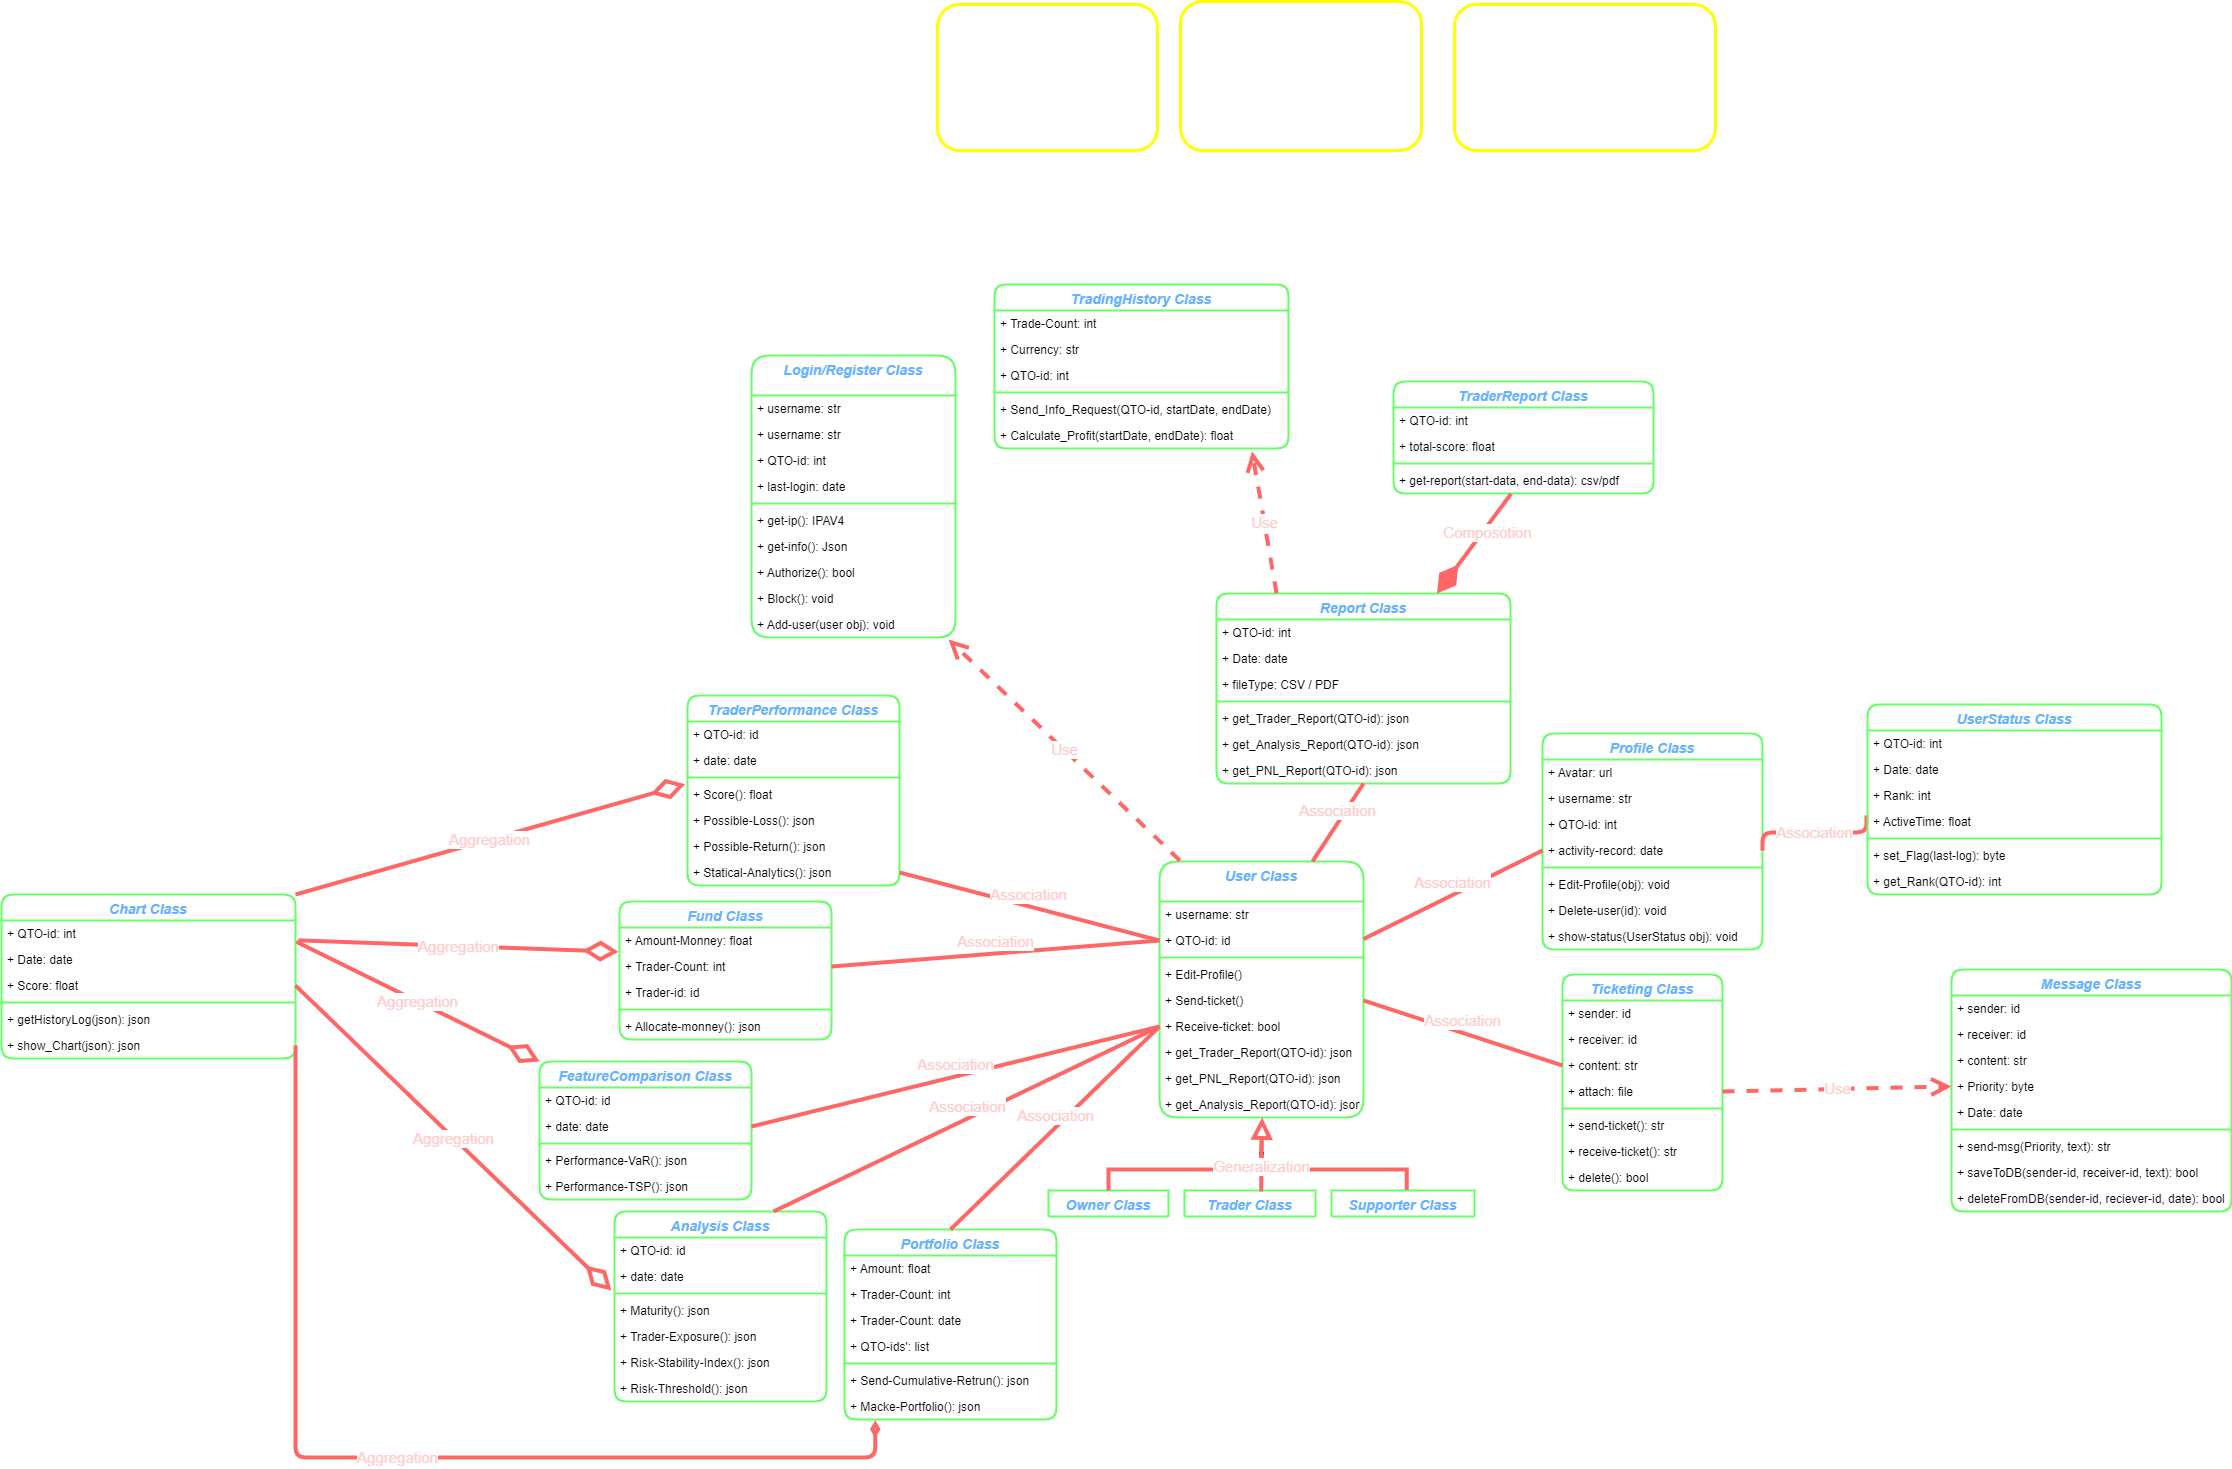 TradingHistory Class
+ Trade-Count: int
+ Currency: str
+ QTO-id: int
+ Send_Info_Request(QTO-id, startDate, endDate)
+ Calculate_Profit(startDate, endDate): float
Login/Register Class
+ username: str
+ username: str
+ QTO-id: int
+ last-login: date
+ get-ip(): IPAV4
+ get-info(): Json
+ Authorize(): bool
+ Block(): void
+ Add-user(user obj): void
TraderReport Class
+ QTO-id: int
+ total-score: float
+ get-report(start-data, end-data): csv/pdf
Use
Composotion
Report Class
+ QTO-id: int
+ Date: date
+ fileType: CSV / PDF
+ get_Trader_Report(QTO-id): json
+ get_Analysis_Report(QTO-id): json
+ get_PNL_Report(QTO-id): json
Use
Association
TraderPerformance Class
+ QTO-id: id
+ date: date
+ Score(): float
+ Possible-Loss(): json
+ Possible-Return(): json
+ Statical-Analytics(): json
Profile Class
+ Avatar: url
+ username: str
+ QTO-id: int
+ activity-record: date
+ Edit-Profile(obj): void
+ Delete-user(id): void
+ show-status(UserStatus obj): void
Association
UserStatus Class
+ QTO-id: int
+ Date: date
+ Rank: int
+ ActiveTime: float
+ set_Flag(last-log): byte
+ get_Rank(QTO-id): int
Aggregation
Association
Association
Chart Class
+ QTO-id: int
+ Date: date
+ Score: float
+ getHistoryLog(json): json
+ show_Chart(json): json
Aggregation
Fund Class
+ Amount-Monney: float
+ Trader-Count: int
+ Trader-id: id
+ Allocate-monney(): json
Association
User Class
+ username: str
+ QTO-id: id
+ Edit-Profile()
+ Send-ticket()
+ Receive-ticket: bool
+ get_Trader_Report(QTO-id): json
+ get_PNL_Report(QTO-id): json
+ get_Analysis_Report(QTO-id): jsor
Association
Ticketing Class
+ sender: id
+ receiver: id
+ content: str
+ attach: file
+ send-ticket(): str
+ receive-ticket(): str
+ delete(): bool
Use
Message Class
+ sender: id
+ receiver: id
+ content: str
+ Priority: byte
+ Date: date
+ send-msg(Priority, text): str
+ saveToDB(sender-id, receiver-id, text): bool
+ deleteFromDB(sender-id, reciever-id, date): bool
Aggregation
Association
FeatureComparison Class
+ QTO-id: id
+ date: date
+ Performance-VaR(): json
+ Performance-TSP(): json
Association
Association
Aggregation
Generalization
Owner Class
Trader Class
Supporter Class
Analysis Class
+ QTO-id: id
+ date: date
+ Maturity(): json
+ Trader-Exposure(): json
+ Risk-Stability-Index(): json
+ Risk-Threshold(): json
Portfolio Class
+ Amount: float
+ Trader-Count: int
+ Trader-Count: date
+ QTO-ids': list
+ Send-Cumulative-Retrun(): json
+ Macke-Portfolio(): json
Aggregation